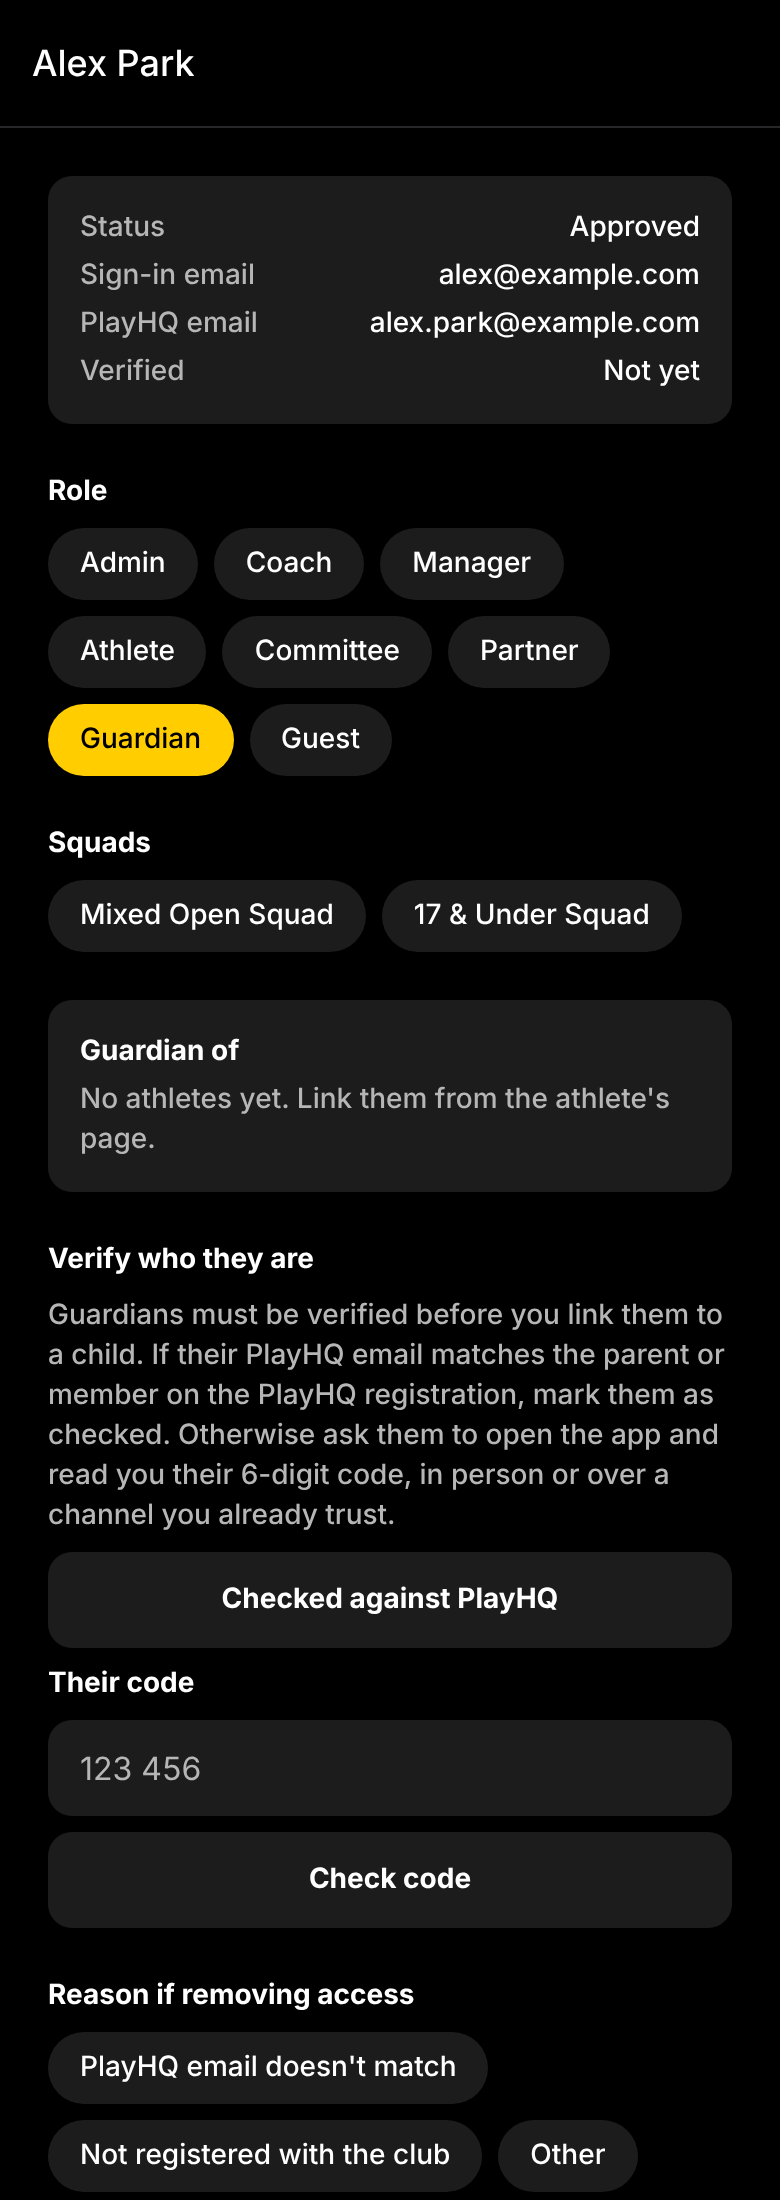 Alex Park
Status Approved
Sign-in email alex@example.com
PlayHQ email alex.park@example.com
Verified Not yet
Role
Admin Coach Manager
Athlete Committee Partner
Guardian Guest
Squads
Mixed Open Squad 17 & Under Squad
Guardian of
No athletes yet. Link them from the athlete's
page.
Verify who they are
Guardians must be verified before you link them to
a child. If their PlayHQ email matches the parent or
member on the PlayHQ registration, mark them as
checked. Otherwise ask them to open the app and
read you their 6-digit code, in person or over a
channel you already trust.
Checked against PlayHQ
Their code
123 456
Check code
Reason if removing access
PlayHQ email doesn't match
Not registered with the club Other